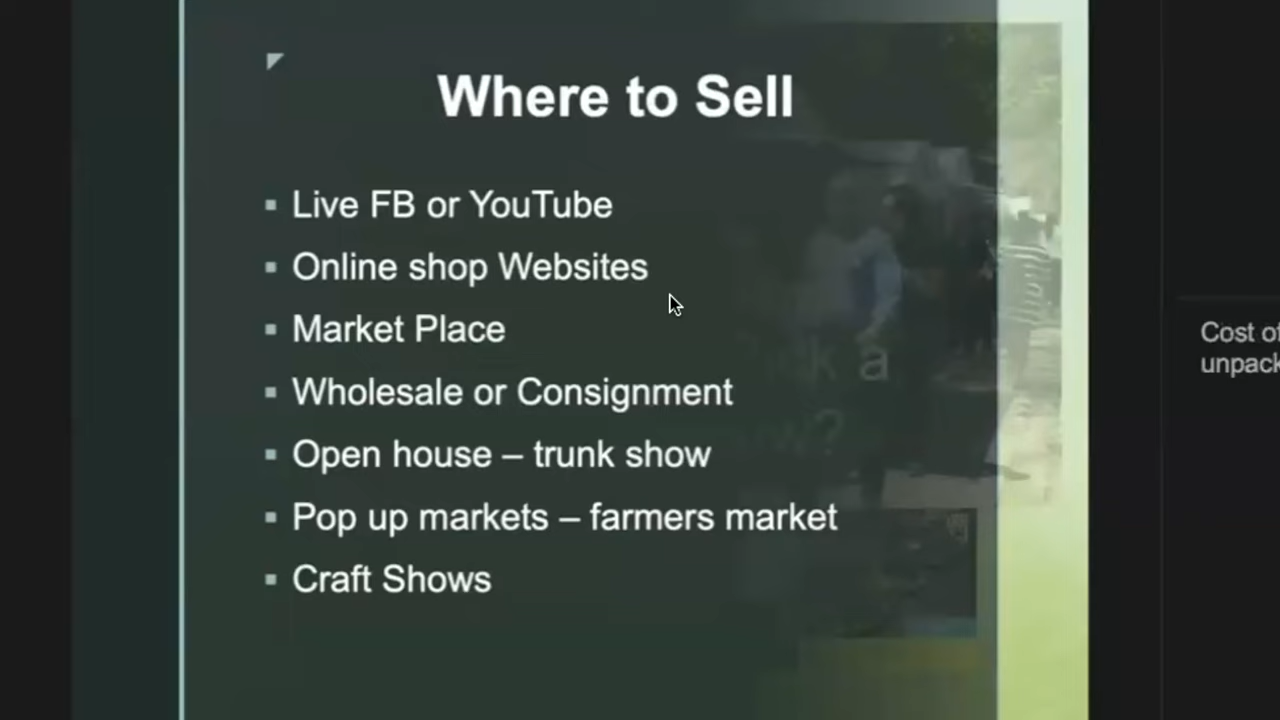 Where to Sell
Live FB or YouTube
Online shop Websites
Market Place
Wholesale or Consignment
Open house – trunk show
Pop up markets – farmers market
Craft Shows
a
Cost of
unpack